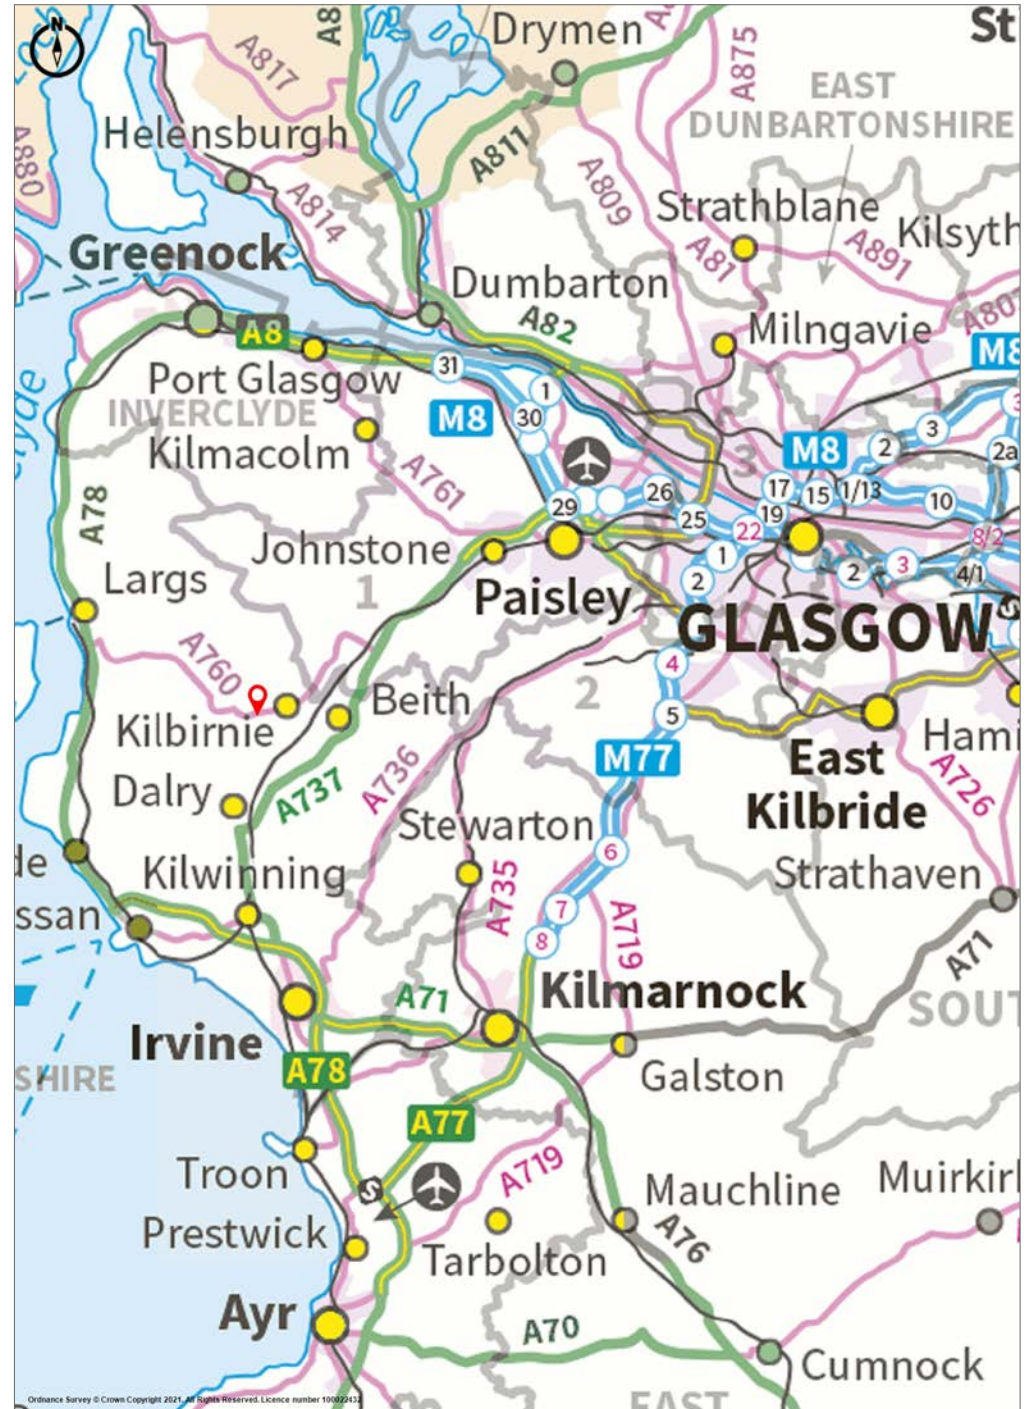 N
Drymen
St
A8
A875
A817
EAST
DUNBARTONSHIRE
Helensburgh
A811
A880
A809
A814
Strathblane
Kilsyth
A81
A891
Greenock
Dumbarton
A82
A80
A8
Milngavie
M8
Port Glasgow
31
1
INVERCLYDE
M8
30
3
2
Kilmacolm
M8
2a
3
A761
17
15
1/13
10
26
29
25
19
22
8/2
A78
Johnstone
1
2
3
4/1
Largs
1
Paisley
2
GLASGOW
S
A760
4
2
Beith
5
Kilbirnie
Hami
M77
East
Kilbride
A726
Dalry
A737
A736
Stewarton
6
de
Kilwinning
Strathaven
A735
7
ssan
A719
8
A71
A71
Kilmarnock
SOUT
Irvine
A78
SHIRE
Galston
A77
Troon
A719
S
Mauchline
Muirkirk
Prestwick
A76
Tarbolton
Ayr
A70
Cumnock
EAST
Ordnance Survey © Crown Copyright 2021. All Rights Reserved. Licence number 100022432